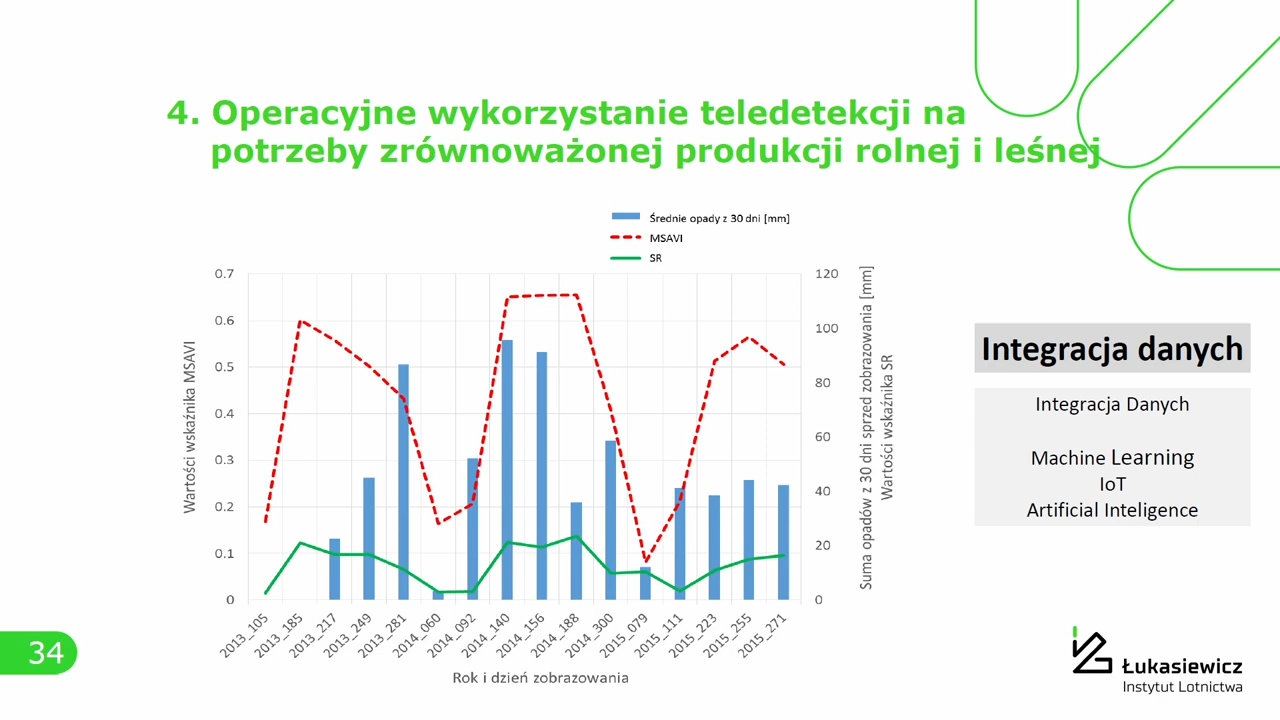 4. Operacyjne wykorzystanie teledetekcji na
potrzeby zrównoważonej produkcji rolnej i leśnej
Średnie opady z 30 dni [mm]
MSAVI
SR
Wartości wskaźnika MSAVI
0.7
0.6
0.5
0.4
0.3
0.2
0.1
0
120
100
80
60
40
20
0
Suma opadów z 30 dni sprzed zobrazowania [mm]
Wartości wskaźnika SR
2013_105
2013_185
2013_217
2013_249
2013_281
2014_060
2014_092
2014_140
2014_156
2014_188
2014_300
2015_079
2015_111
2015_223
2015_255
2015_271
Rok i dzień zobrazowania
Integracja danych
Integracja Danych
Machine Learning
IoT
Artificial Inteligence
34
Łukasiewicz
Instytut Lotnictwa